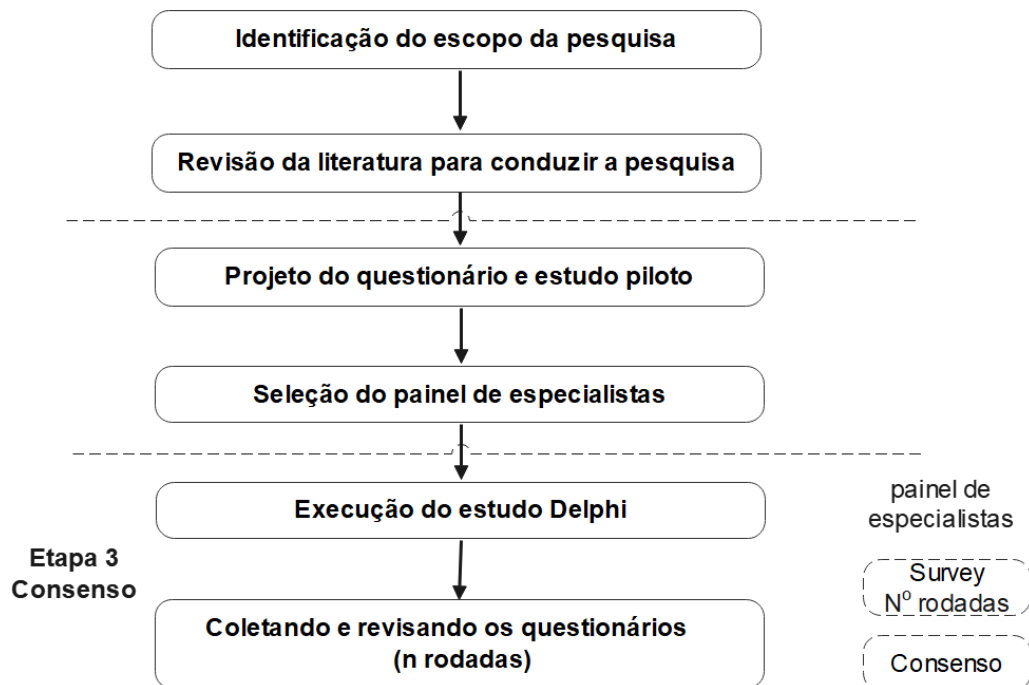 Identificação do escopo da pesquisa
Revisão da literatura para conduzir a pesquisa
Projeto do questionário e estudo piloto
Seleção do painel de especialistas
Execução do estudo Delphi
painel de
especialistas
Etapa 3
Consenso
Survey
Nº rodadas
Coletando e revisando os questionários
(n rodadas)
Consenso